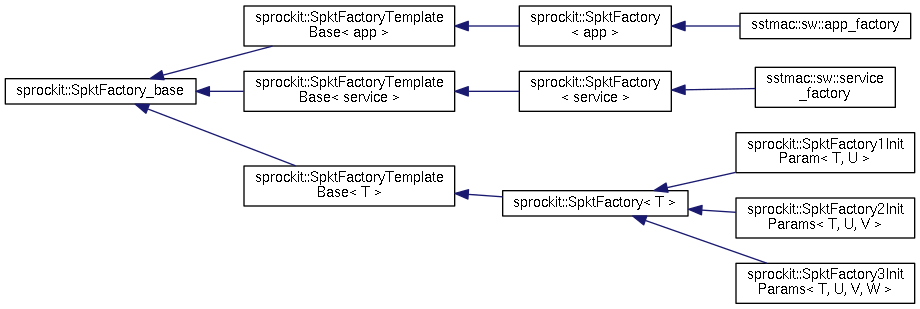 sprockit::SpktFactory_base
sprockit::SpktFactoryTemplate
Base< app >
sprockit::SpktFactory
< app >
sstmac::sw::app_factory
sprockit::SpktFactoryTemplate
Base< service >
sprockit::SpktFactory
< service >
sstmac::sw::service
_factory
sprockit::SpktFactoryTemplate
Base< T >
sprockit::SpktFactory< T >
sprockit::SpktFactory1Init
Param< T, U >
sprockit::SpktFactory2Init
Params< T, U, V >
sprockit::SpktFactory3Init
Params< T, U, V, W >